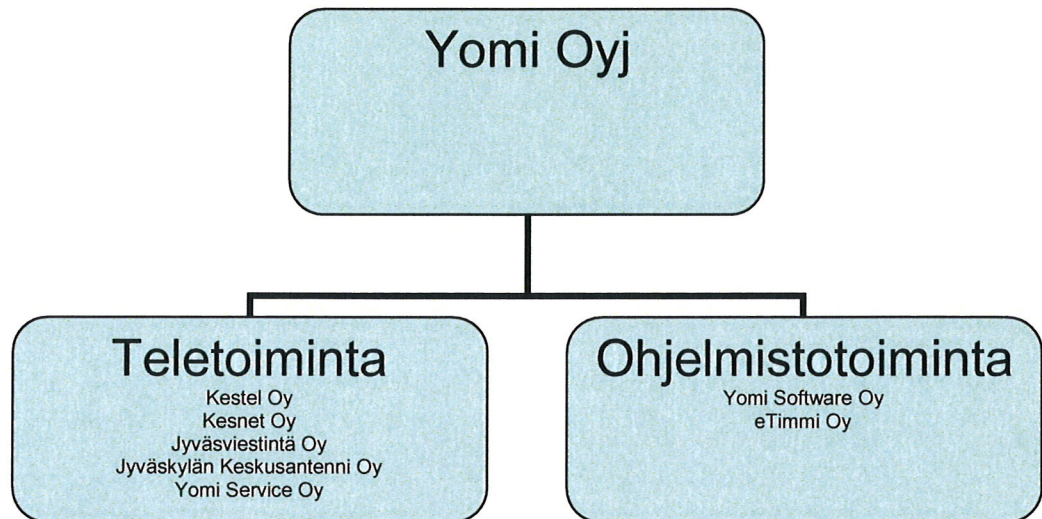 Yomi Oyj
Teletoiminta
Kestel Oy
Kesnet Oy
Jyväsviestintä Oy
Jyväskylän Keskusantenni Oy
Yomi Service Oy
Ohjelmistotoiminta
Yomi Software Oy
eTimmi Oy